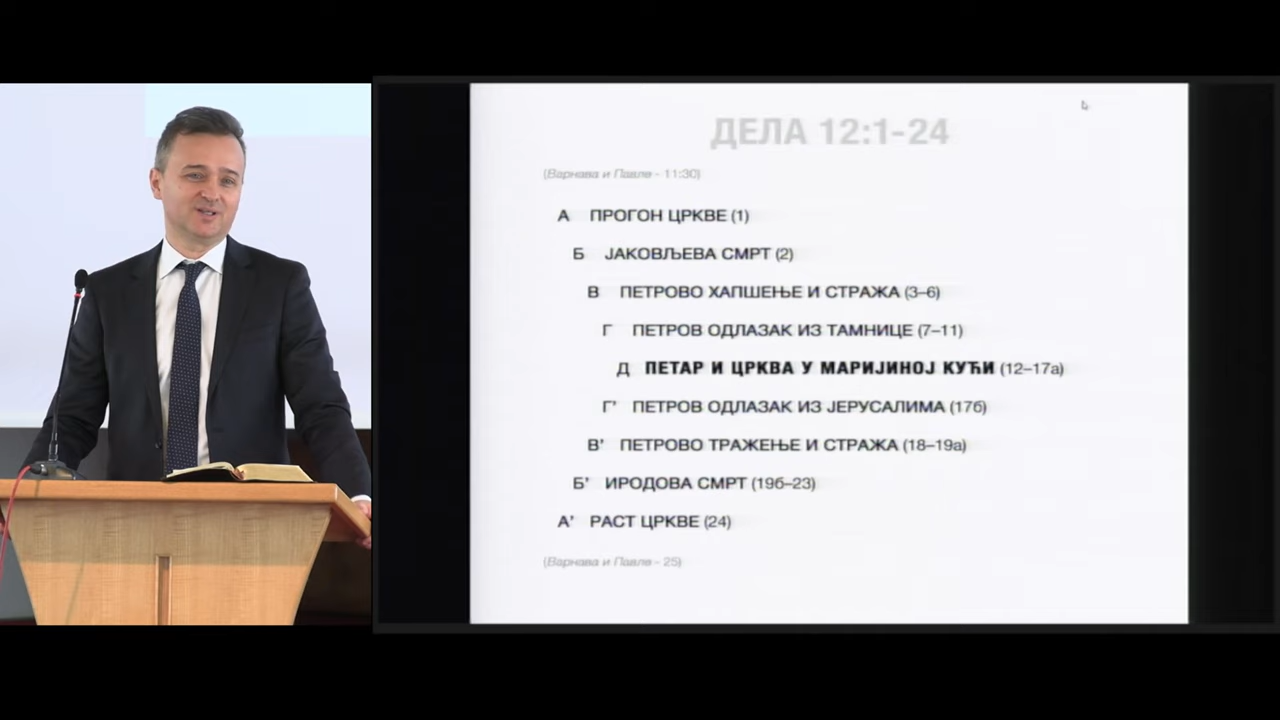 ДЕЛА 12:1-24
(Варнава и Павле - 11:30)
А ПРОГОН ЦРКВЕ (1)
Б ЈАКОВЉЕВА СМРТ (2)
В ПЕТРОВО ХАПШЕЊЕ И СТРАЖА (3–6)
Г ПЕТРОВ ОДЛАЗАК ИЗ ТАМНИЦЕ (7–11)
Д ПЕТАР И ЦРКВА У МАРИЈИНОЈ КУЋИ (12–17а)
Г’ ПЕТРОВ ОДЛАЗАК ИЗ ЈЕРУСАЛИМА (17б)
В’ ПЕТРОВО ТРАЖЕЊЕ И СТРАЖА (18–19а)
Б’ ИРОДОВА СМРТ (19б–23)
А’ РАСТ ЦРКВЕ (24)
(Варнава и Павле - 25)